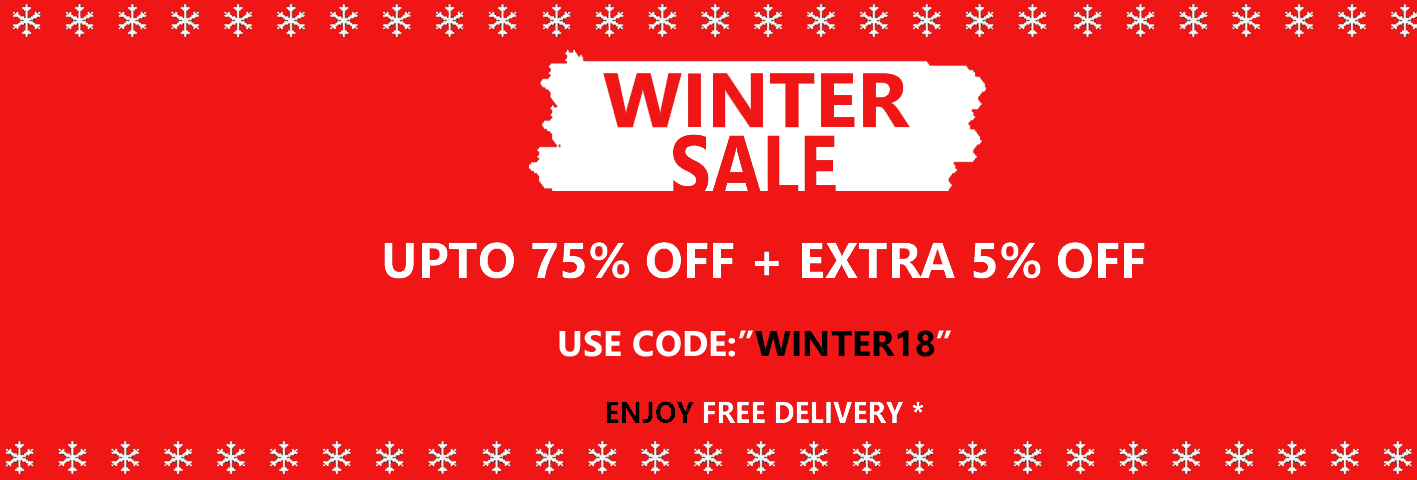 WINTER
SALE
UPTO 75% OFF + EXTRA 5% OFF
USE CODE:”WINTER18”
ENJOY FREE DELIVERY *